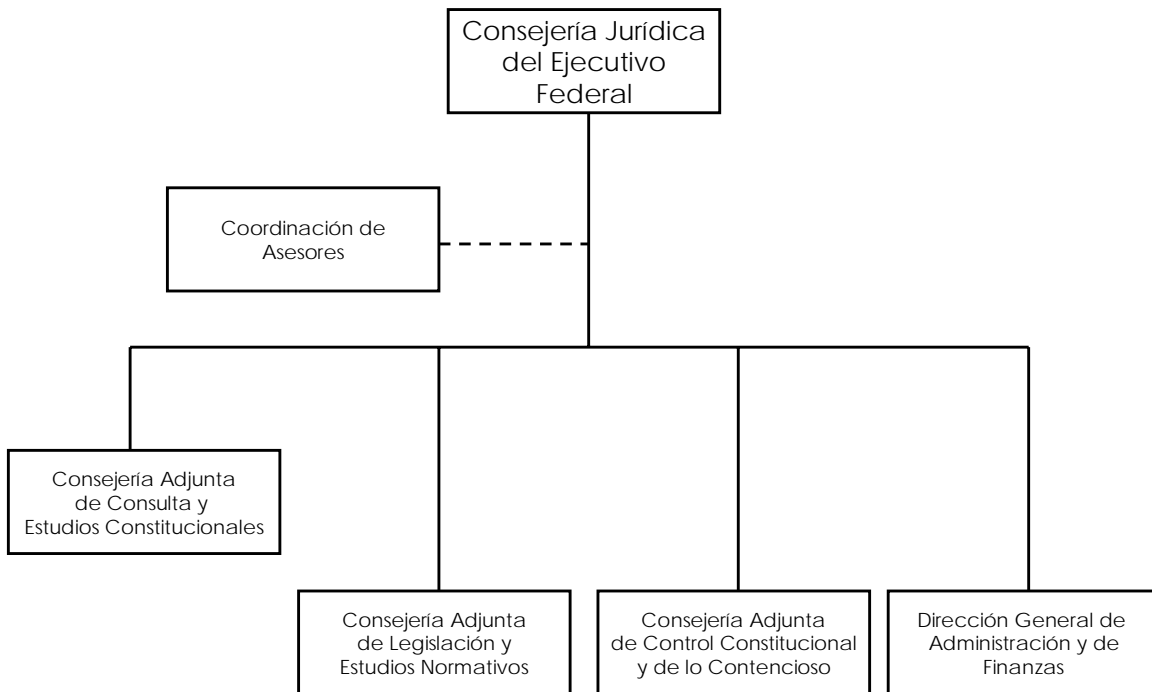 Consejería Jurídica
del Ejecutivo
Federal
Coordinación de
Asesores
Consejería Adjunta
de Consulta y
Estudios Constitucionales
Consejería Adjunta
de Legislación y
Estudios Normativos
Consejería Adjunta
de Control Constitucional
y de lo Contencioso
Dirección General de
Administración y de
Finanzas